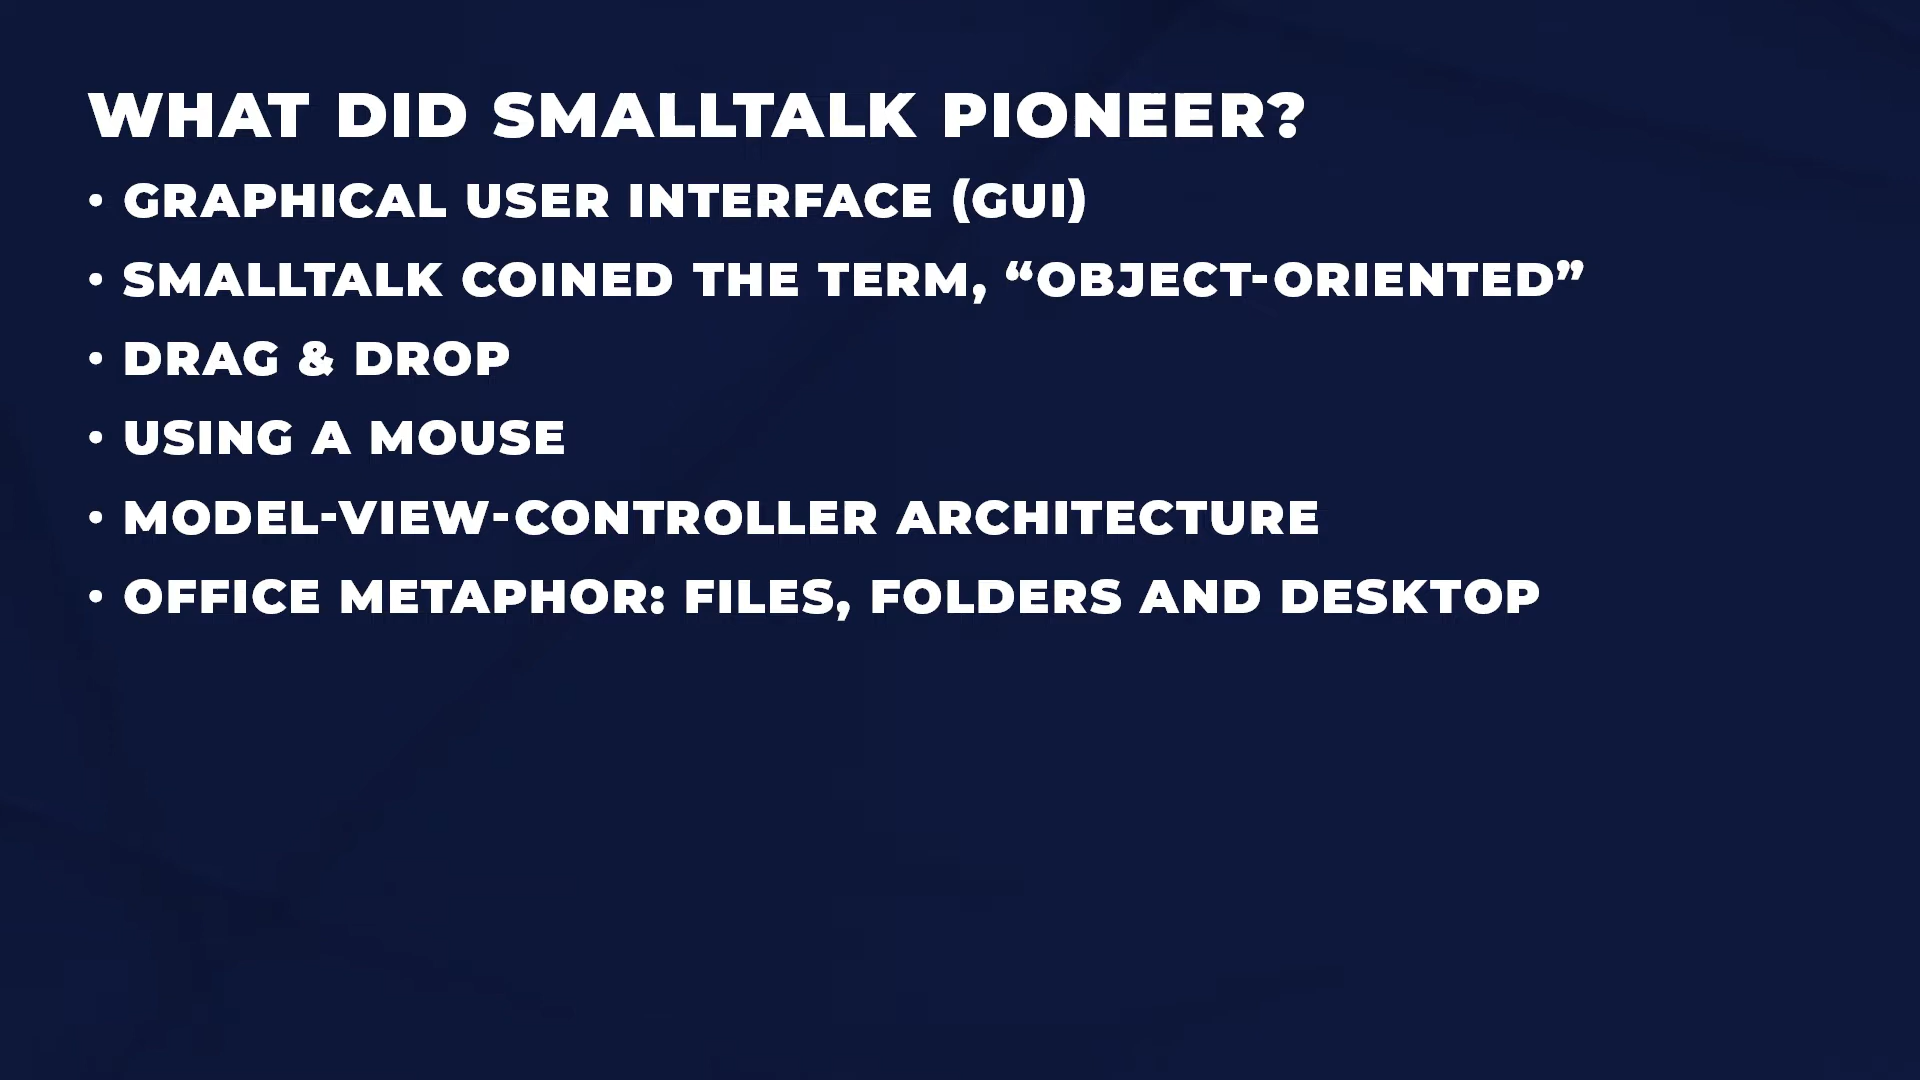 WHAT DID SMALLTALK PIONEER?
• GRAPHICAL USER INTERFACE (GUI)
• SMALLTALK COINED THE TERM, “OBJECT-ORIENTED”
• DRAG & DROP
• USING A MOUSE
• MODEL-VIEW-CONTROLLER ARCHITECTURE
• OFFICE METAPHOR: FILES, FOLDERS AND DESKTOP